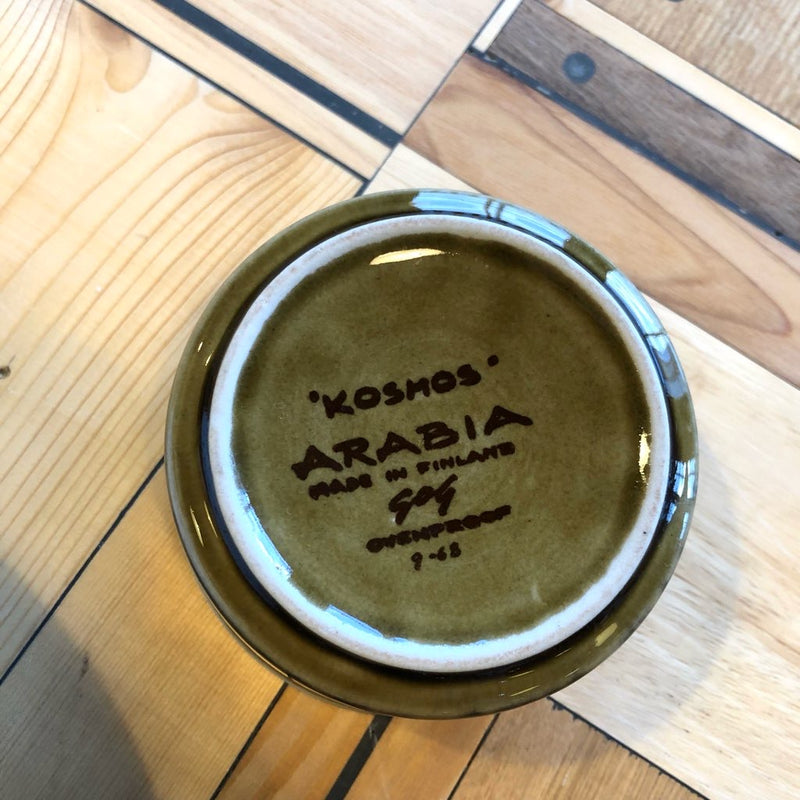 "KOSMOS"
ARABIA
MADE IN FINLAND
GOG
OVENPROOF
9-68